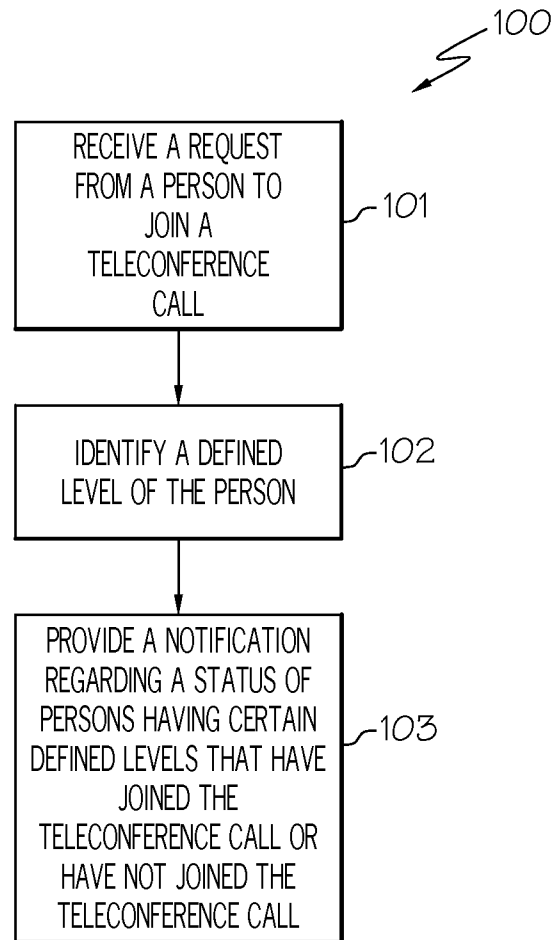 100
RECEIVE A REQUEST
FROM A PERSON TO
JOIN A
TELECONFERENCE
CALL
101
IDENTIFY A DEFINED
LEVEL OF THE PERSON
102
PROVIDE A NOTIFICATION
REGARDING A STATUS OF
PERSONS HAVING CERTAIN
DEFINED LEVELS THAT HAVE
JOINED THE
TELECONFERENCE CALL OR
HAVE NOT JOINED THE
TELECONFERENCE CALL
103